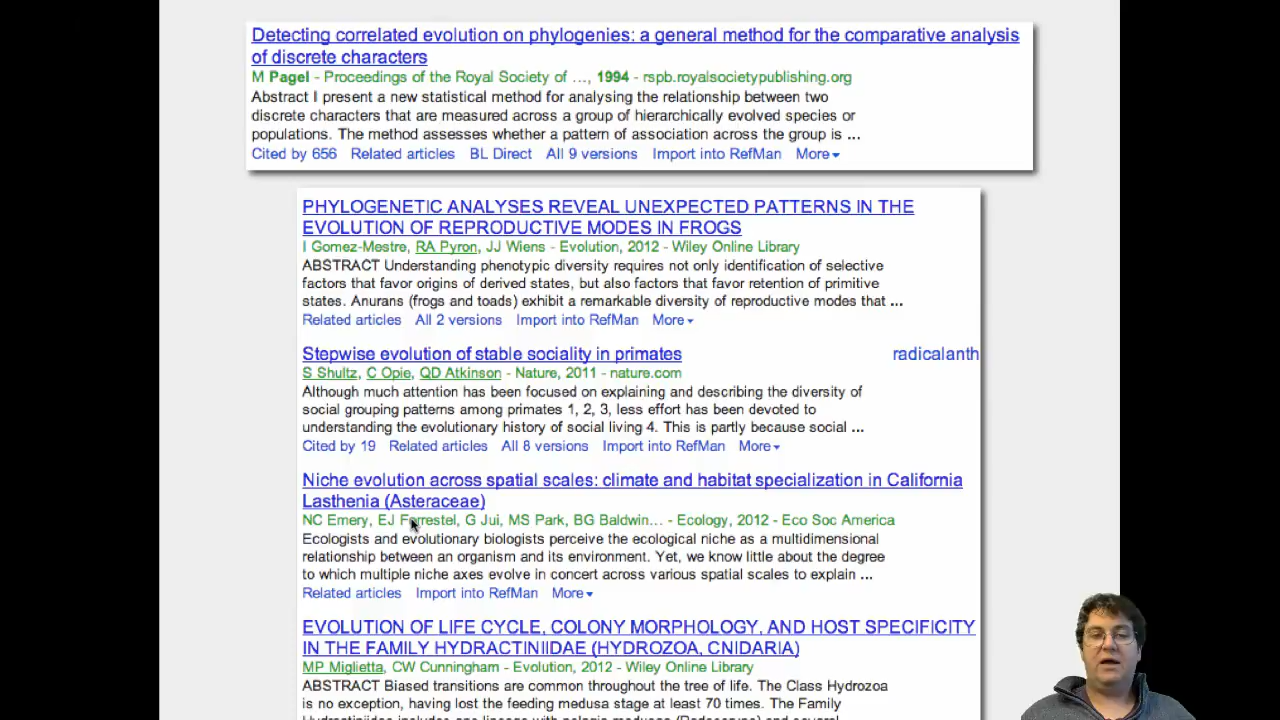 Detecting correlated evolution on phylogenies: a general method for the comparative analysis
of discrete characters
M Pagel - Proceedings of the Royal Society of ..., 1994 - rspb.royalsocietypublishing.org
Abstract I present a new statistical method for analysing the relationship between two
discrete characters that are measured across a group of hierarchically evolved species or
populations. The method assesses whether a pattern of association across the group is ...
Cited by 656 Related articles BL Direct All 9 versions Import into RefMan More
PHYLOGENETIC ANALYSES REVEAL UNEXPECTED PATTERNS IN THE
EVOLUTION OF REPRODUCTIVE MODES IN FROGS
I Gomez-Mestre, RA Pyron, JJ Wiens - Evolution, 2012 - Wiley Online Library
ABSTRACT Understanding phenotypic diversity requires not only identification of selective
factors that favor origins of derived states, but also factors that favor retention of primitive
states. Anurans (frogs and toads) exhibit a remarkable diversity of reproductive modes that ...
Related articles All 2 versions Import into RefMan More
Stepwise evolution of stable sociality in primates radicalanth
S Shultz, C Opie, QD Atkinson - Nature, 2011 - nature.com
Although much attention has been focused on explaining and describing the diversity of
social grouping patterns among primates 1, 2, 3, less effort has been devoted to
understanding the evolutionary history of social living 4. This is partly because social ...
Cited by 19 Related articles All 8 versions Import into RefMan More
Niche evolution across spatial scales: climate and habitat specialization in California
Lasthenia (Asteraceae)
NC Emery, EJ Forrestel, G Jui, MS Park, BG Baldwin... - Ecology, 2012 - Eco Soc America
Ecologists and evolutionary biologists perceive the ecological niche as a multidimensional
relationship between an organism and its environment. Yet, we know little about the degree
to which multiple niche axes evolve in concert across various spatial scales to explain ...
Related articles Import into RefMan More
EVOLUTION OF LIFE CYCLE, COLONY MORPHOLOGY, AND HOST SPECIFICITY
IN THE FAMILY HYDRACTINIIDAE (HYDROZOA, CNIDARIA)
MP Miglietta, CW Cunningham - Evolution, 2012 - Wiley Online Library
ABSTRACT Biased transitions are common throughout the tree of life. The Class Hydrozoa
is no exception, having lost the feeding medusa stage at least 70 times. The Family